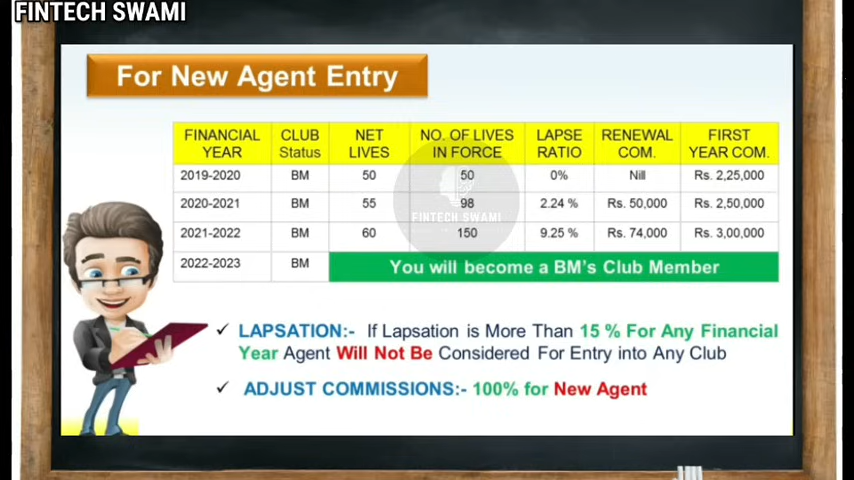 FINTECH SWAMI
For New Agent Entry
FINANCIAL YEAR CLUB Status NET LIVES NO. OF LIVES IN FORCE LAPSE RATIO RENEWAL COM. FIRST YEAR COM.
2019-2020 BM 50 50 0% Nill Rs. 2,25,000
2020-2021 BM 55 98 2.24 % Rs. 50,000 Rs. 2,50,000
2021-2022 BM 60 150 9.25 % Rs. 74,000 Rs. 3,00,000
2022-2023 BM You will become a BM's Club Member
FINTECH SWAMI
✓ LAPSATION:- If Lapsation is More Than 15 % For Any Financial
Year Agent Will Not Be Considered For Entry into Any Club
✓ ADJUST COMMISSIONS:- 100% for New Agent